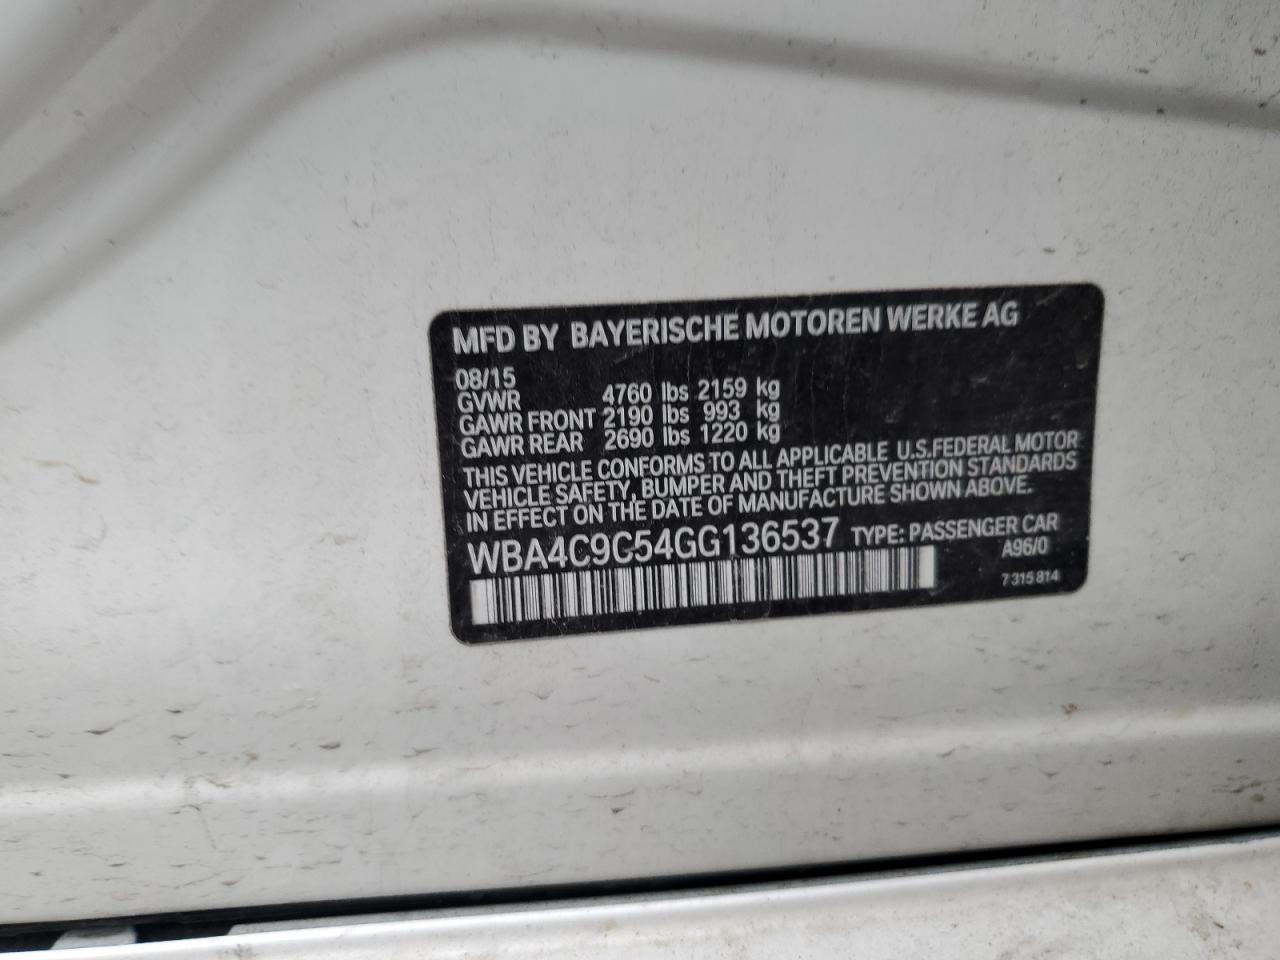 MFD BY BAYERISCHE MOTOREN WERKE AG
08/15
GVWR 4760 lbs 2159 kg
GAWR FRONT 2190 lbs 993 kg
GAWR REAR 2690 lbs 1220 kg
THIS VEHICLE CONFORMS TO ALL APPLICABLE U.S.FEDERAL MOTOR
VEHICLE SAFETY, BUMPER AND THEFT PREVENTION STANDARDS
IN EFFECT ON THE DATE OF MANUFACTURE SHOWN ABOVE.
WBA4C9C54GG136537 TYPE: PASSENGER CAR
A96/0
7 315 814